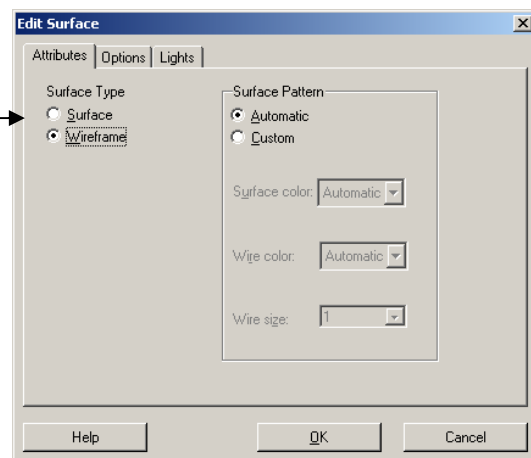 Edit Surface
Attributes Options Lights
Surface Type
Surface
Wireframe
Surface Pattern
Automatic
Custom
Surface color: Automatic
Wire color: Automatic
Wire size: 1
Help OK Cancel